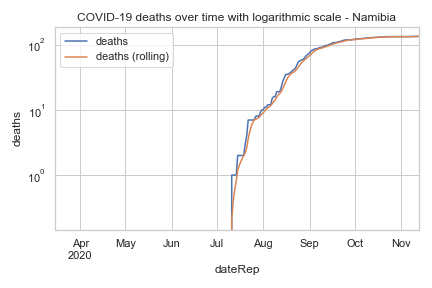 COVID-19 deaths over time with logarithmic scale - Namibia
deaths
deaths (rolling)
10²
10¹
10⁰
deaths
Apr
2020
May
Jun
Jul
Aug
Sep
Oct
Nov
dateRep